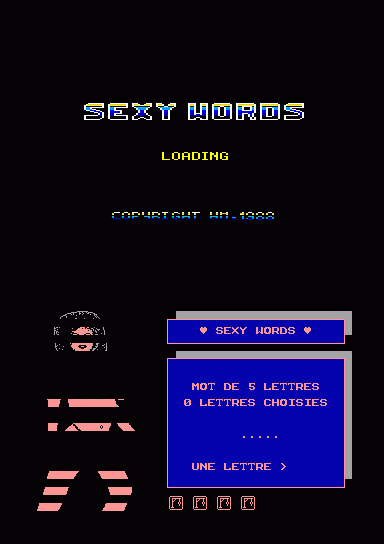 SEXY WORDS
LOADING
COPYRIGHT WM.1988
♥ SEXY WORDS ♥
MOT DE 5 LETTRES
0 LETTRES CHOISIES
.....
UNE LETTRE >